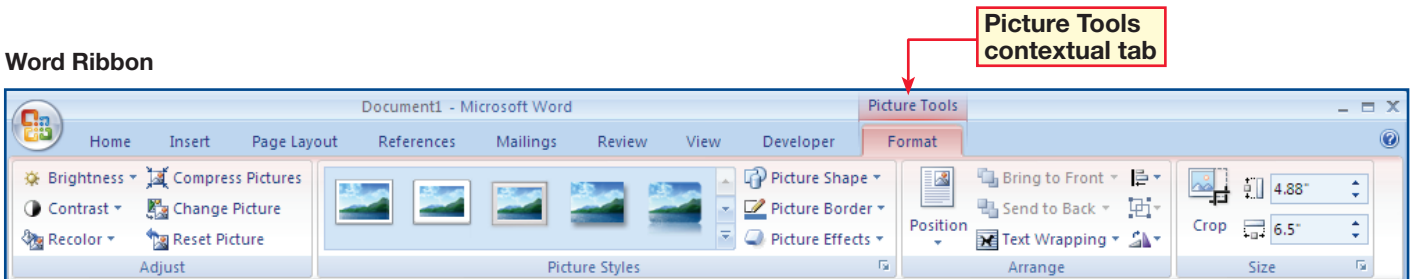 Picture Tools
contextual tab
Word Ribbon
Document1 - Microsoft Word
Picture Tools
Home Insert Page Layout References Mailings Review View Developer Format
Brightness Compress Pictures Picture Shape Bring to Front 4.88"
Contrast Change Picture Picture Border Send to Back
Recolor Reset Picture Picture Effects Position Text Wrapping Crop 6.5"
Adjust Picture Styles Arrange Size